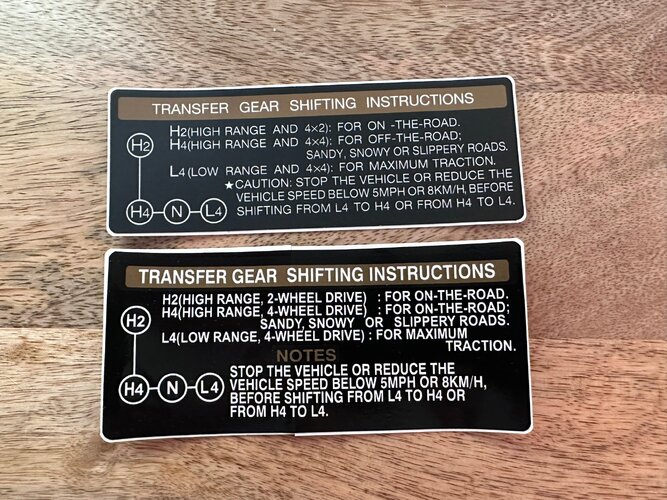 TRANSFER GEAR SHIFTING INSTRUCTIONS
H2(HIGH RANGE AND 4×2): FOR ON -THE-ROAD.
H4(HIGH RANGE AND 4×4): FOR OFF-THE-ROAD;
SANDY, SNOWY OR SLIPPERY ROADS.
L4(LOW RANGE AND 4×4): FOR MAXIMUM TRACTION.
★CAUTION: STOP THE VEHICLE OR REDUCE THE
VEHICLE SPEED BELOW 5MPH OR 8KM/H, BEFORE
SHIFTING FROM L4 TO H4 OR FROM H4 TO L4.
H2
H4 N L4
TRANSFER GEAR SHIFTING INSTRUCTIONS
H2(HIGH RANGE, 2-WHEEL DRIVE) : FOR ON-THE-ROAD.
H4(HIGH RANGE, 4-WHEEL DRIVE) : FOR ON-THE-ROAD;
SANDY, SNOWY OR SLIPPERY ROADS.
L4(LOW RANGE, 4-WHEEL DRIVE) : FOR MAXIMUM
TRACTION.
NOTES
STOP THE VEHICLE OR REDUCE THE
VEHICLE SPEED BELOW 5MPH OR 8KM/H,
BEFORE SHIFTING FROM L4 TO H4 OR
FROM H4 TO L4.
H2
H4 N L4